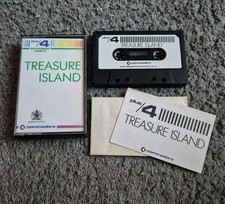 plus/4
TREASURE
ISLAND
plus/4
TREASURE ISLAND
commodore
plus/4
TREASURE ISLAND
commodore
commodore